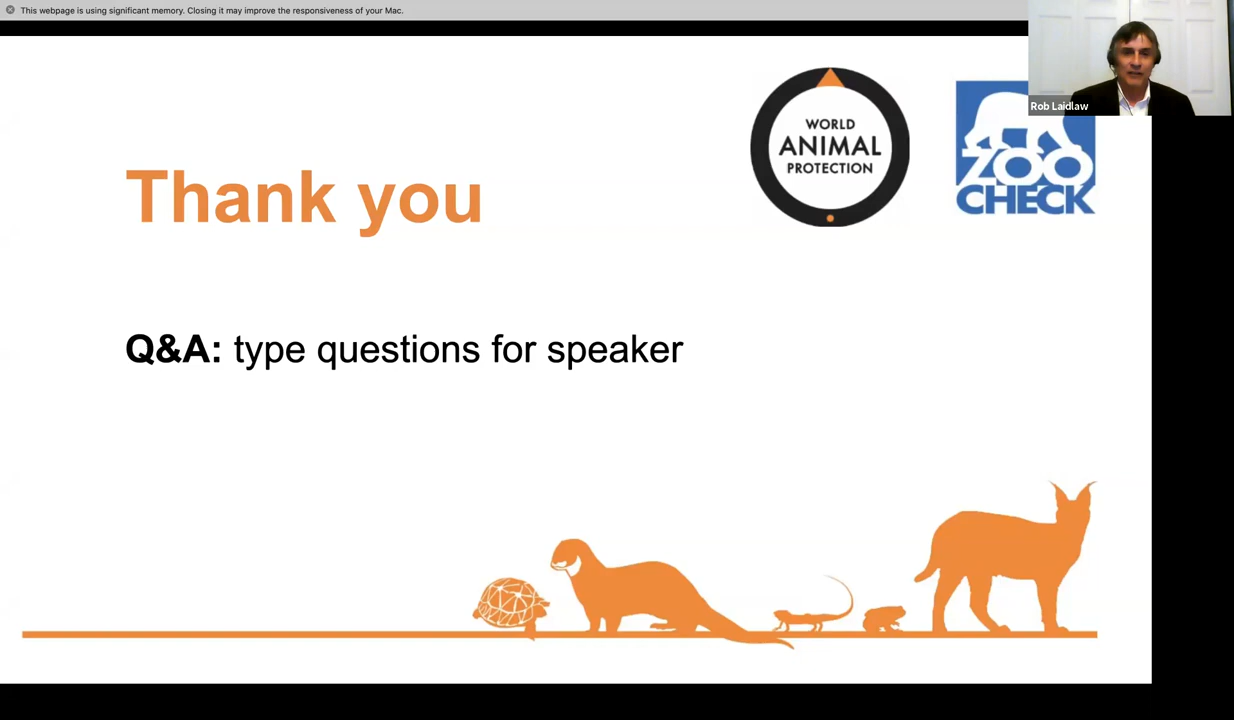 This webpage is using significant memory. Closing it may improve the responsiveness of your Mac.
Rob Laidlaw
WORLD
ANIMAL
PROTECTION
ZOO
CHECK
Thank you
Q&A: type questions for speaker